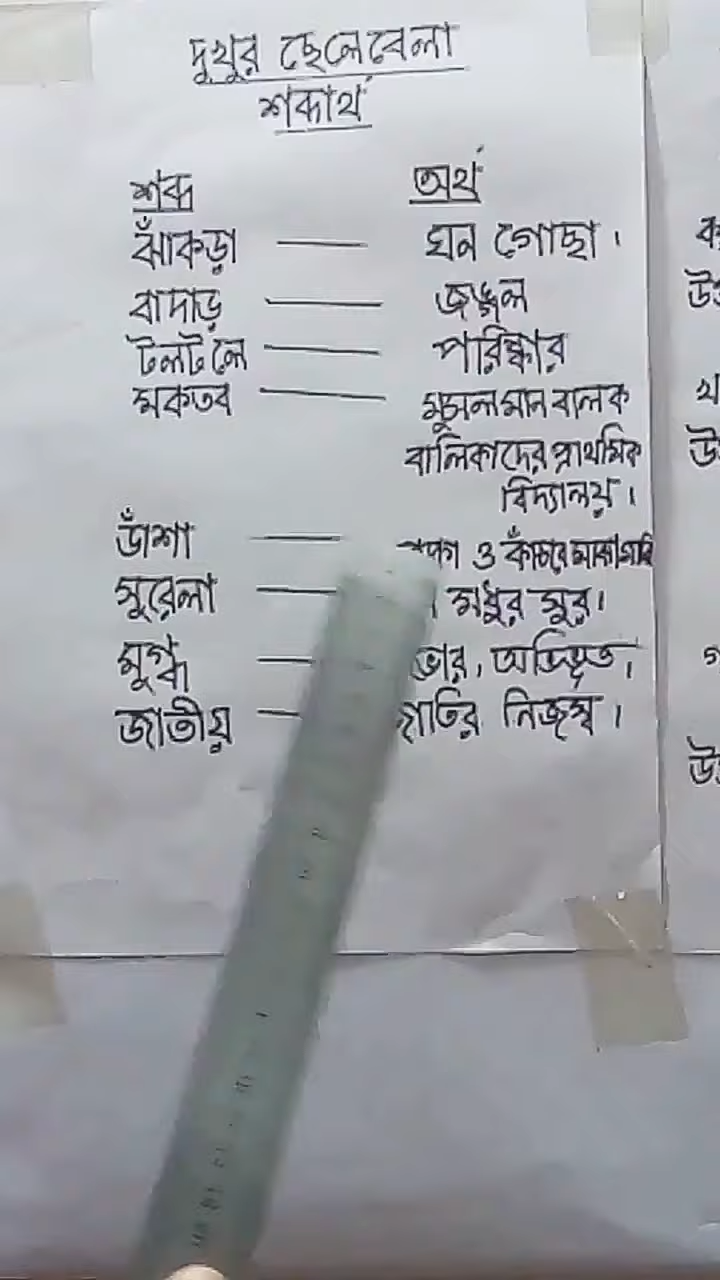 দুখুর ছেলেবেলা
শব্দার্থ
শব্দ অর্থ
ঝাঁকড়া — ঘন গোছা।
বাদাড় — জঙ্গল
টলটলে — পরিষ্কার
মকতব — মুসলমান বালক
বালিকাদের প্রাথমিক
বিদ্যালয়।
ডাঁশা — ও কাঁচার মাঝামাঝি
সুরেলা — মধুর সুর।
মুগ্ধ — ভোর, অভিভূত।
জাতীয় — জাতির নিজস্ব।